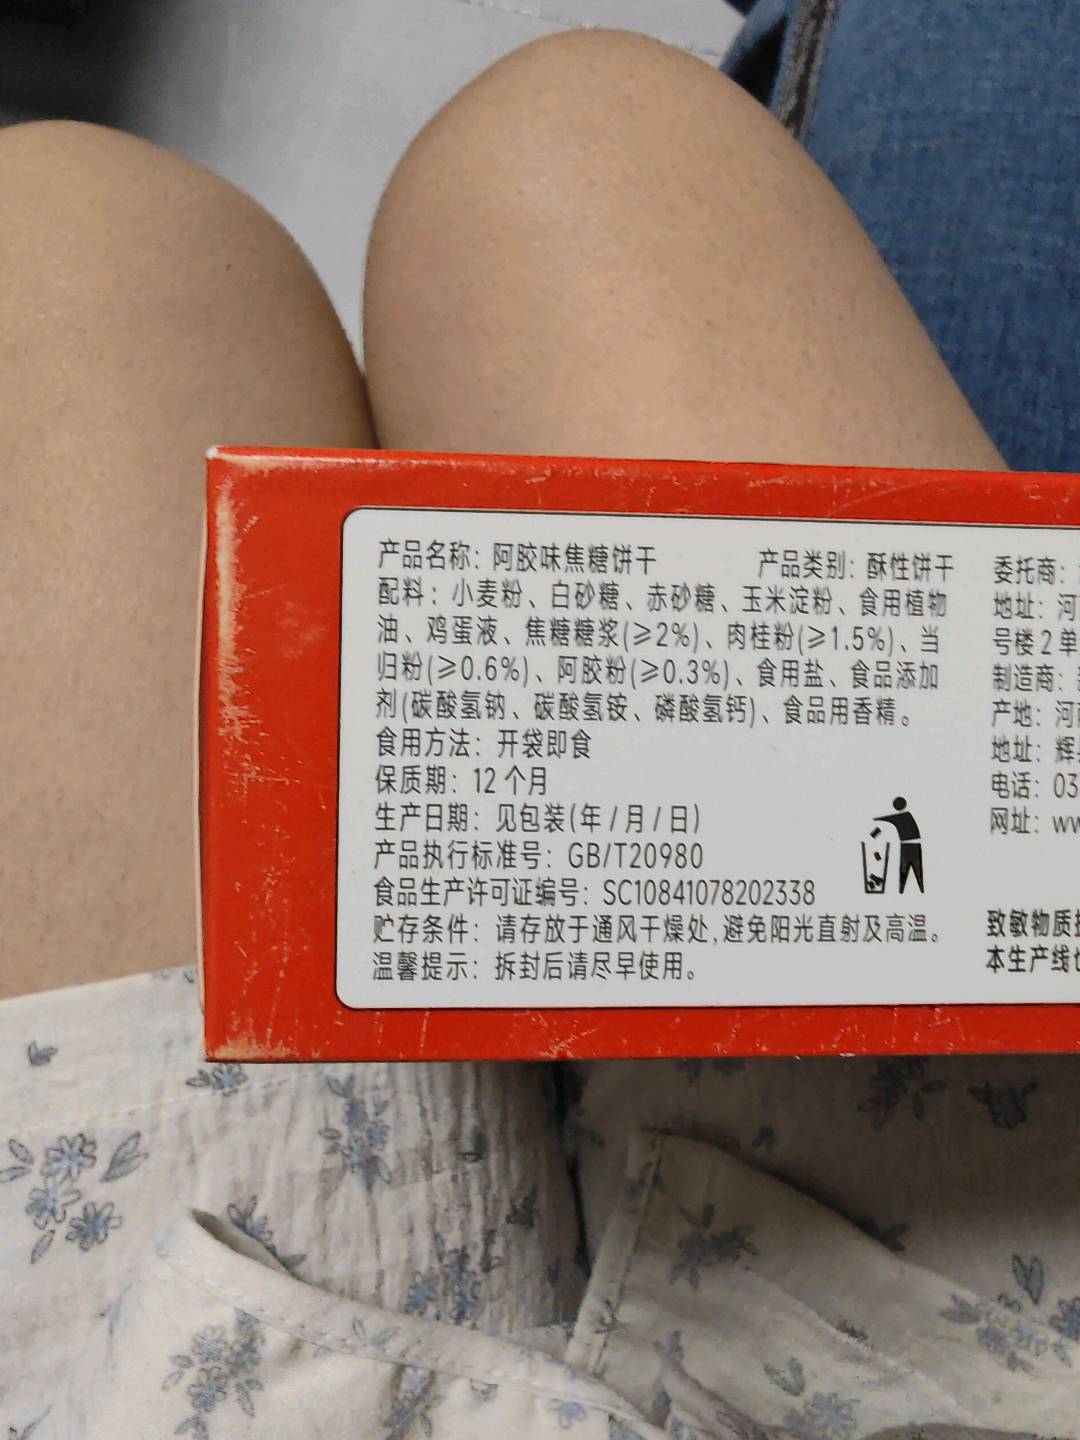 产品名称：阿胶味焦糖饼干 产品类别：酥性饼干
配料：小麦粉、白砂糖、赤砂糖、玉米淀粉、食用植物
油、鸡蛋液、焦糖糖浆(≥2%)、肉桂粉(≥1.5%)、当
归粉(≥0.6%)、阿胶粉(≥0.3%)、食用盐、食品添加
剂(碳酸氢钠、碳酸氢铵、磷酸氢钙)、食品用香精。
食用方法：开袋即食
保质期：12个月
生产日期：见包装(年/月/日)
产品执行标准号：GB/T20980
食品生产许可证编号：SC10841078202338
贮存条件：请存放于通风干燥处,避免阳光直射及高温。
温馨提示：拆封后请尽早使用。
委托商：
地址：河
号楼2单
制造商：
产地：河
地址：辉
电话：03
网址：
致敏物质
本生产线